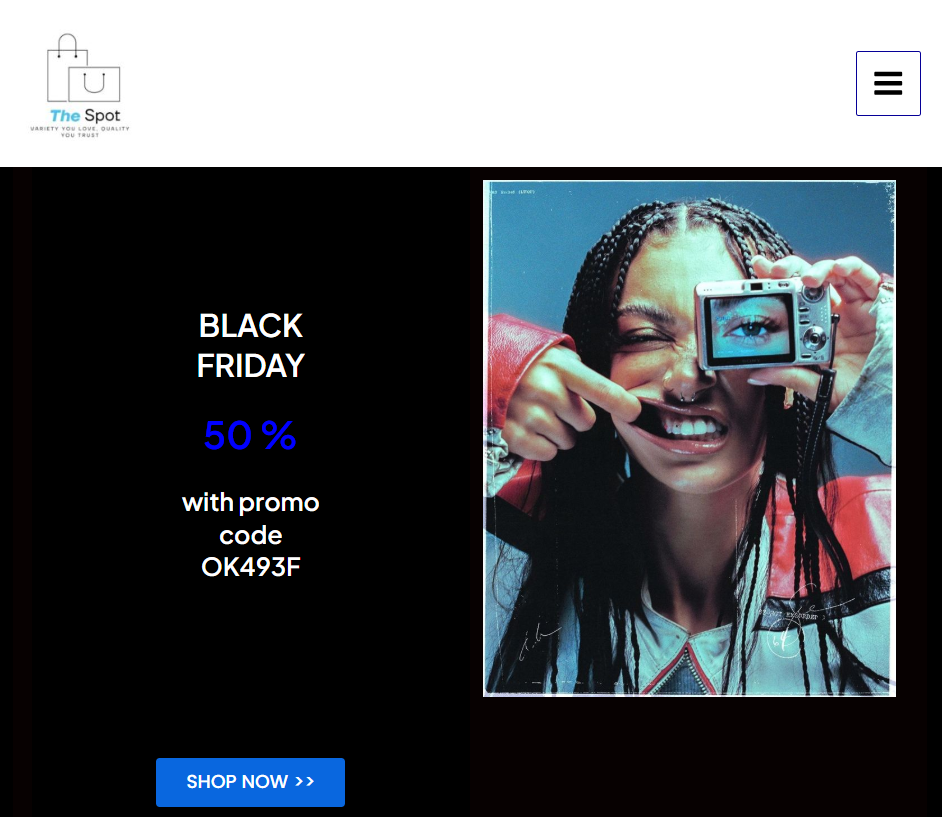 The Spot
VARIETY YOU LOVE, QUALITY
YOU TRUST
BLACK
FRIDAY
50 %
with promo
code
OK493F
SHOP NOW >>